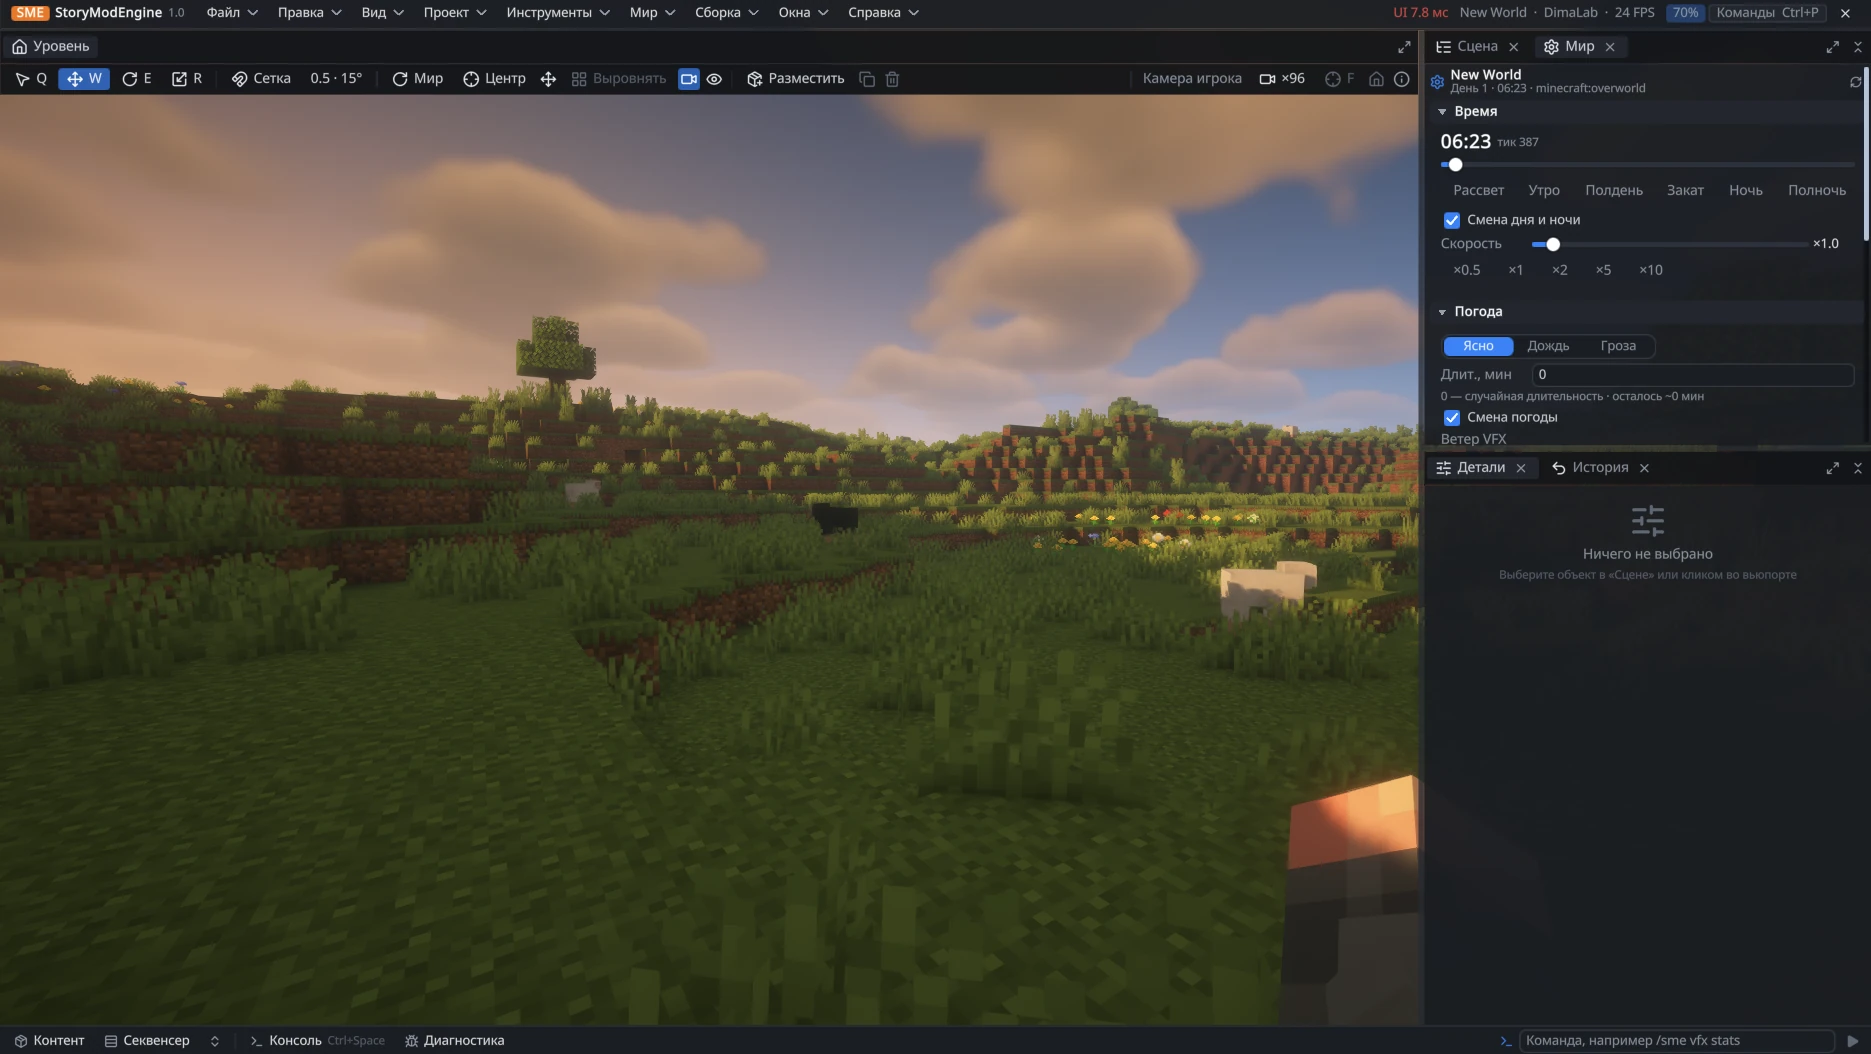 SME StoryModEngine 1.0 Файл Правка Вид Проект Инструменты Мир Сборка Окна Справка UI 7.8 мс New World · DimaLab · 24 FPS 70% Команды Ctrl+P
Уровень
Сцена Мир
Q W E R Сетка 0.5 · 15° Мир Центр Выровнять Разместить Камера игрока ×96 F
New World
День 1 · 06:23 · minecraft:overworld
Время
06:23 тик 387
Рассвет Утро Полдень Закат Ночь Полночь
Смена дня и ночи
Скорость ×1.0
×0.5 ×1 ×2 ×5 ×10
Погода
Ясно Дождь Гроза
Длит., мин 0
0 — случайная длительность · осталось ~0 мин
Смена погоды
Ветер VFX
Детали История
Ничего не выбрано
Выберите объект в «Сцене» или кликом во вьюпорте
Контент Секвенсер Консоль Ctrl+Space Диагностика Команда, например /sme vfx stats